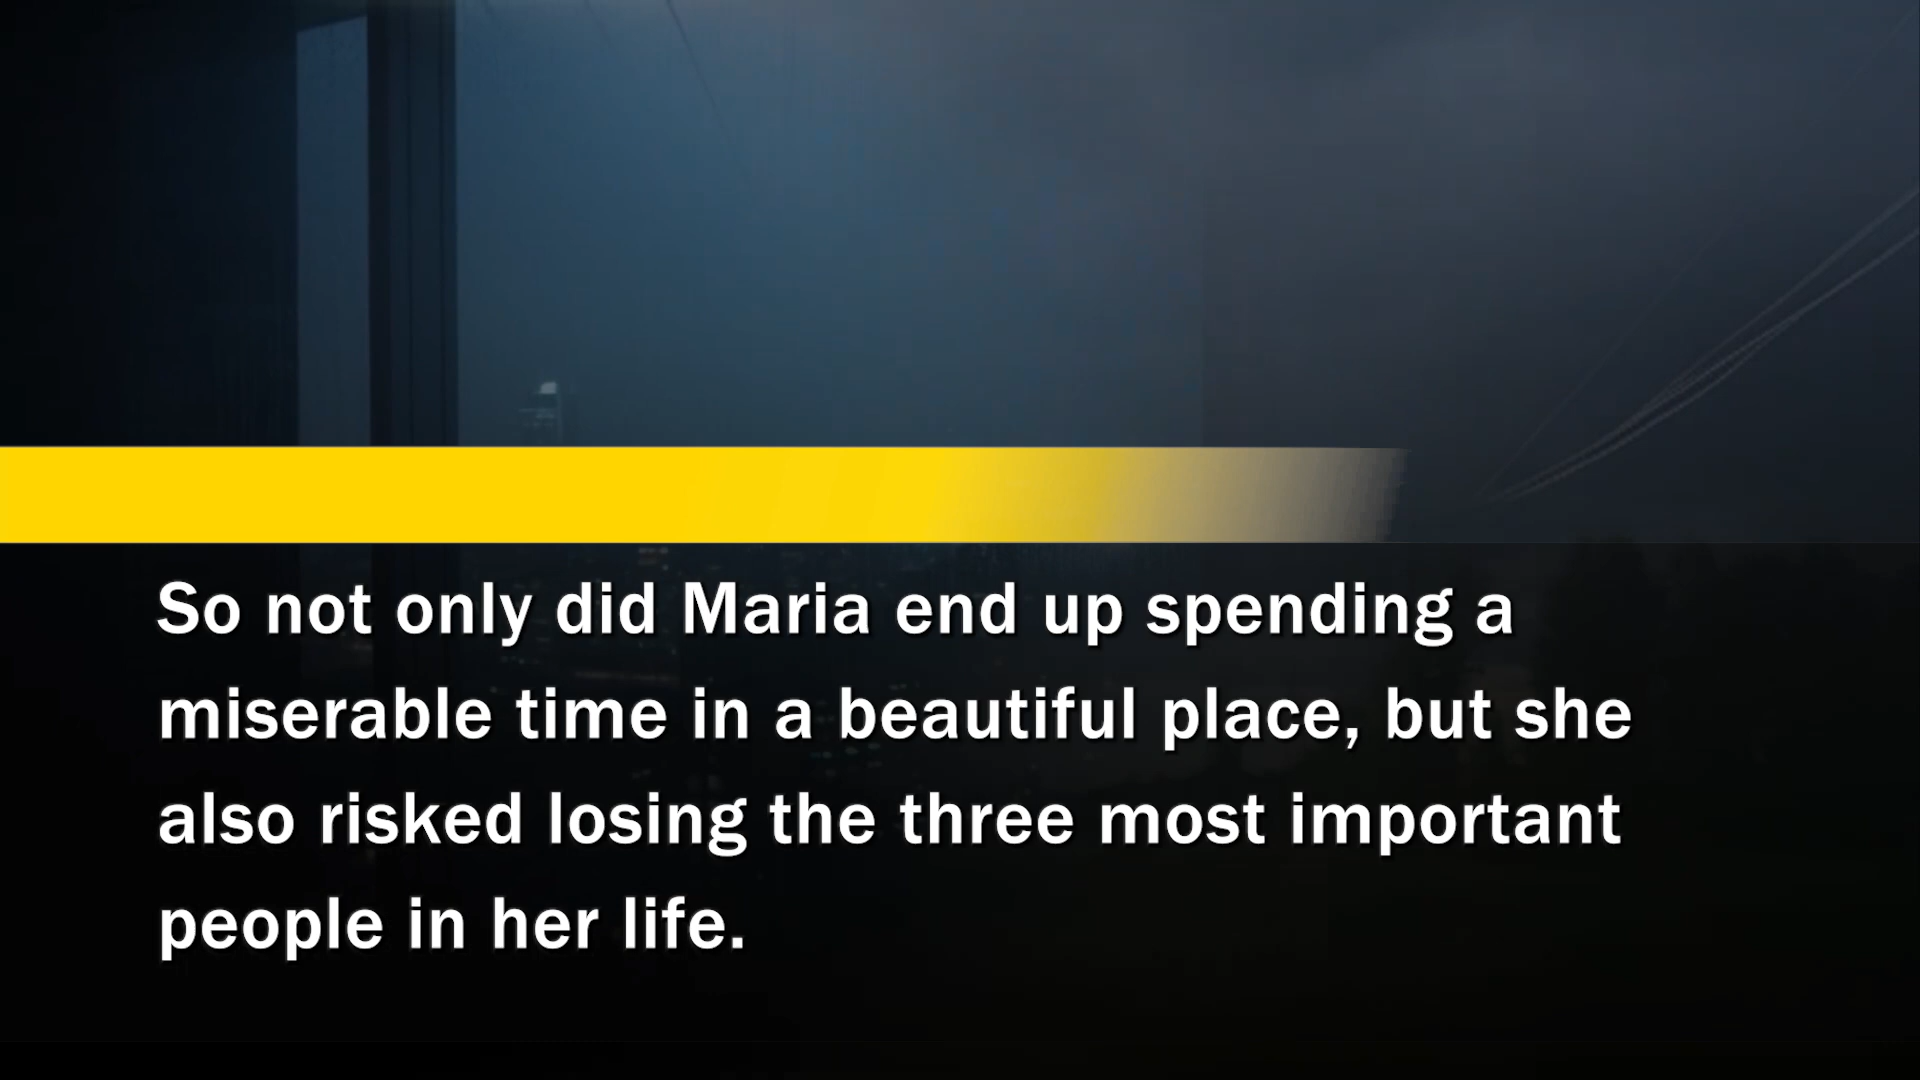 So not only did Maria end up spending a
miserable time in a beautiful place, but she
also risked losing the three most important
people in her life.